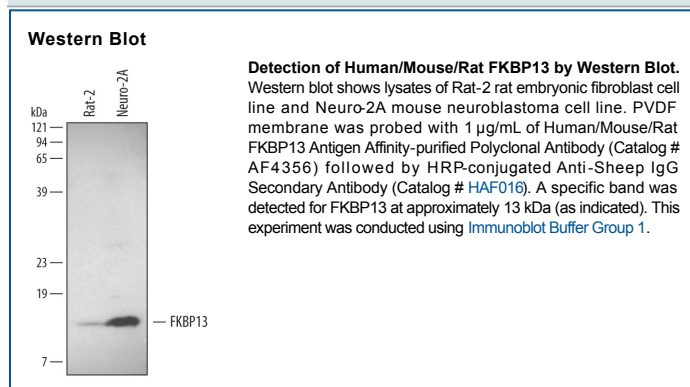 Western Blot
Rat-2
Neuro-2A
kDa
121
94
65
39
23
19
7
FKBP13
Detection of Human/Mouse/Rat FKBP13 by Western Blot.
Western blot shows lysates of Rat-2 rat embryonic fibroblast cell
line and Neuro-2A mouse neuroblastoma cell line. PVDF
membrane was probed with 1 µg/mL of Human/Mouse/Rat
FKBP13 Antigen Affinity-purified Polyclonal Antibody (Catalog #
AF4356) followed by HRP-conjugated Anti-Sheep IgG
Secondary Antibody (Catalog # HAF016). A specific band was
detected for FKBP13 at approximately 13 kDa (as indicated). This
experiment was conducted using Immunoblot Buffer Group 1.